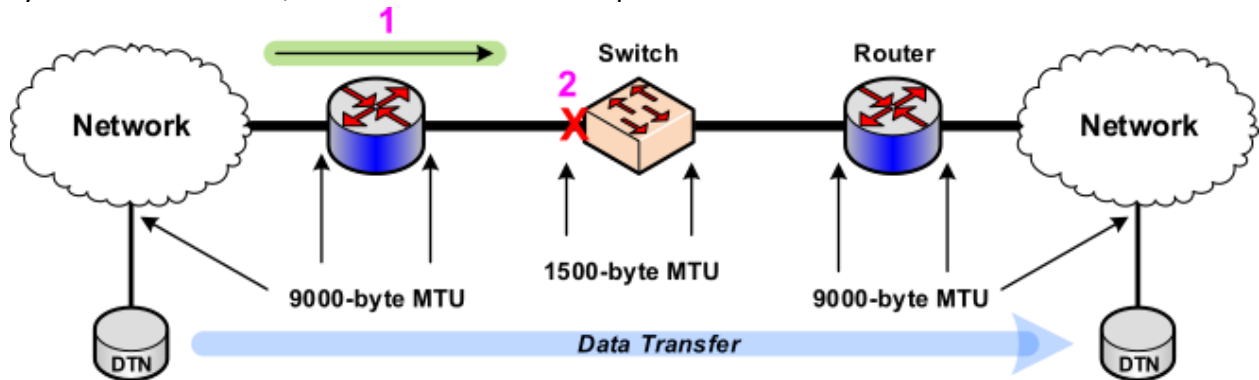 1
Switch
Router
2
Network
Network
X
1500-byte MTU
9000-byte MTU
9000-byte MTU
Data Transfer
DTN
DTN